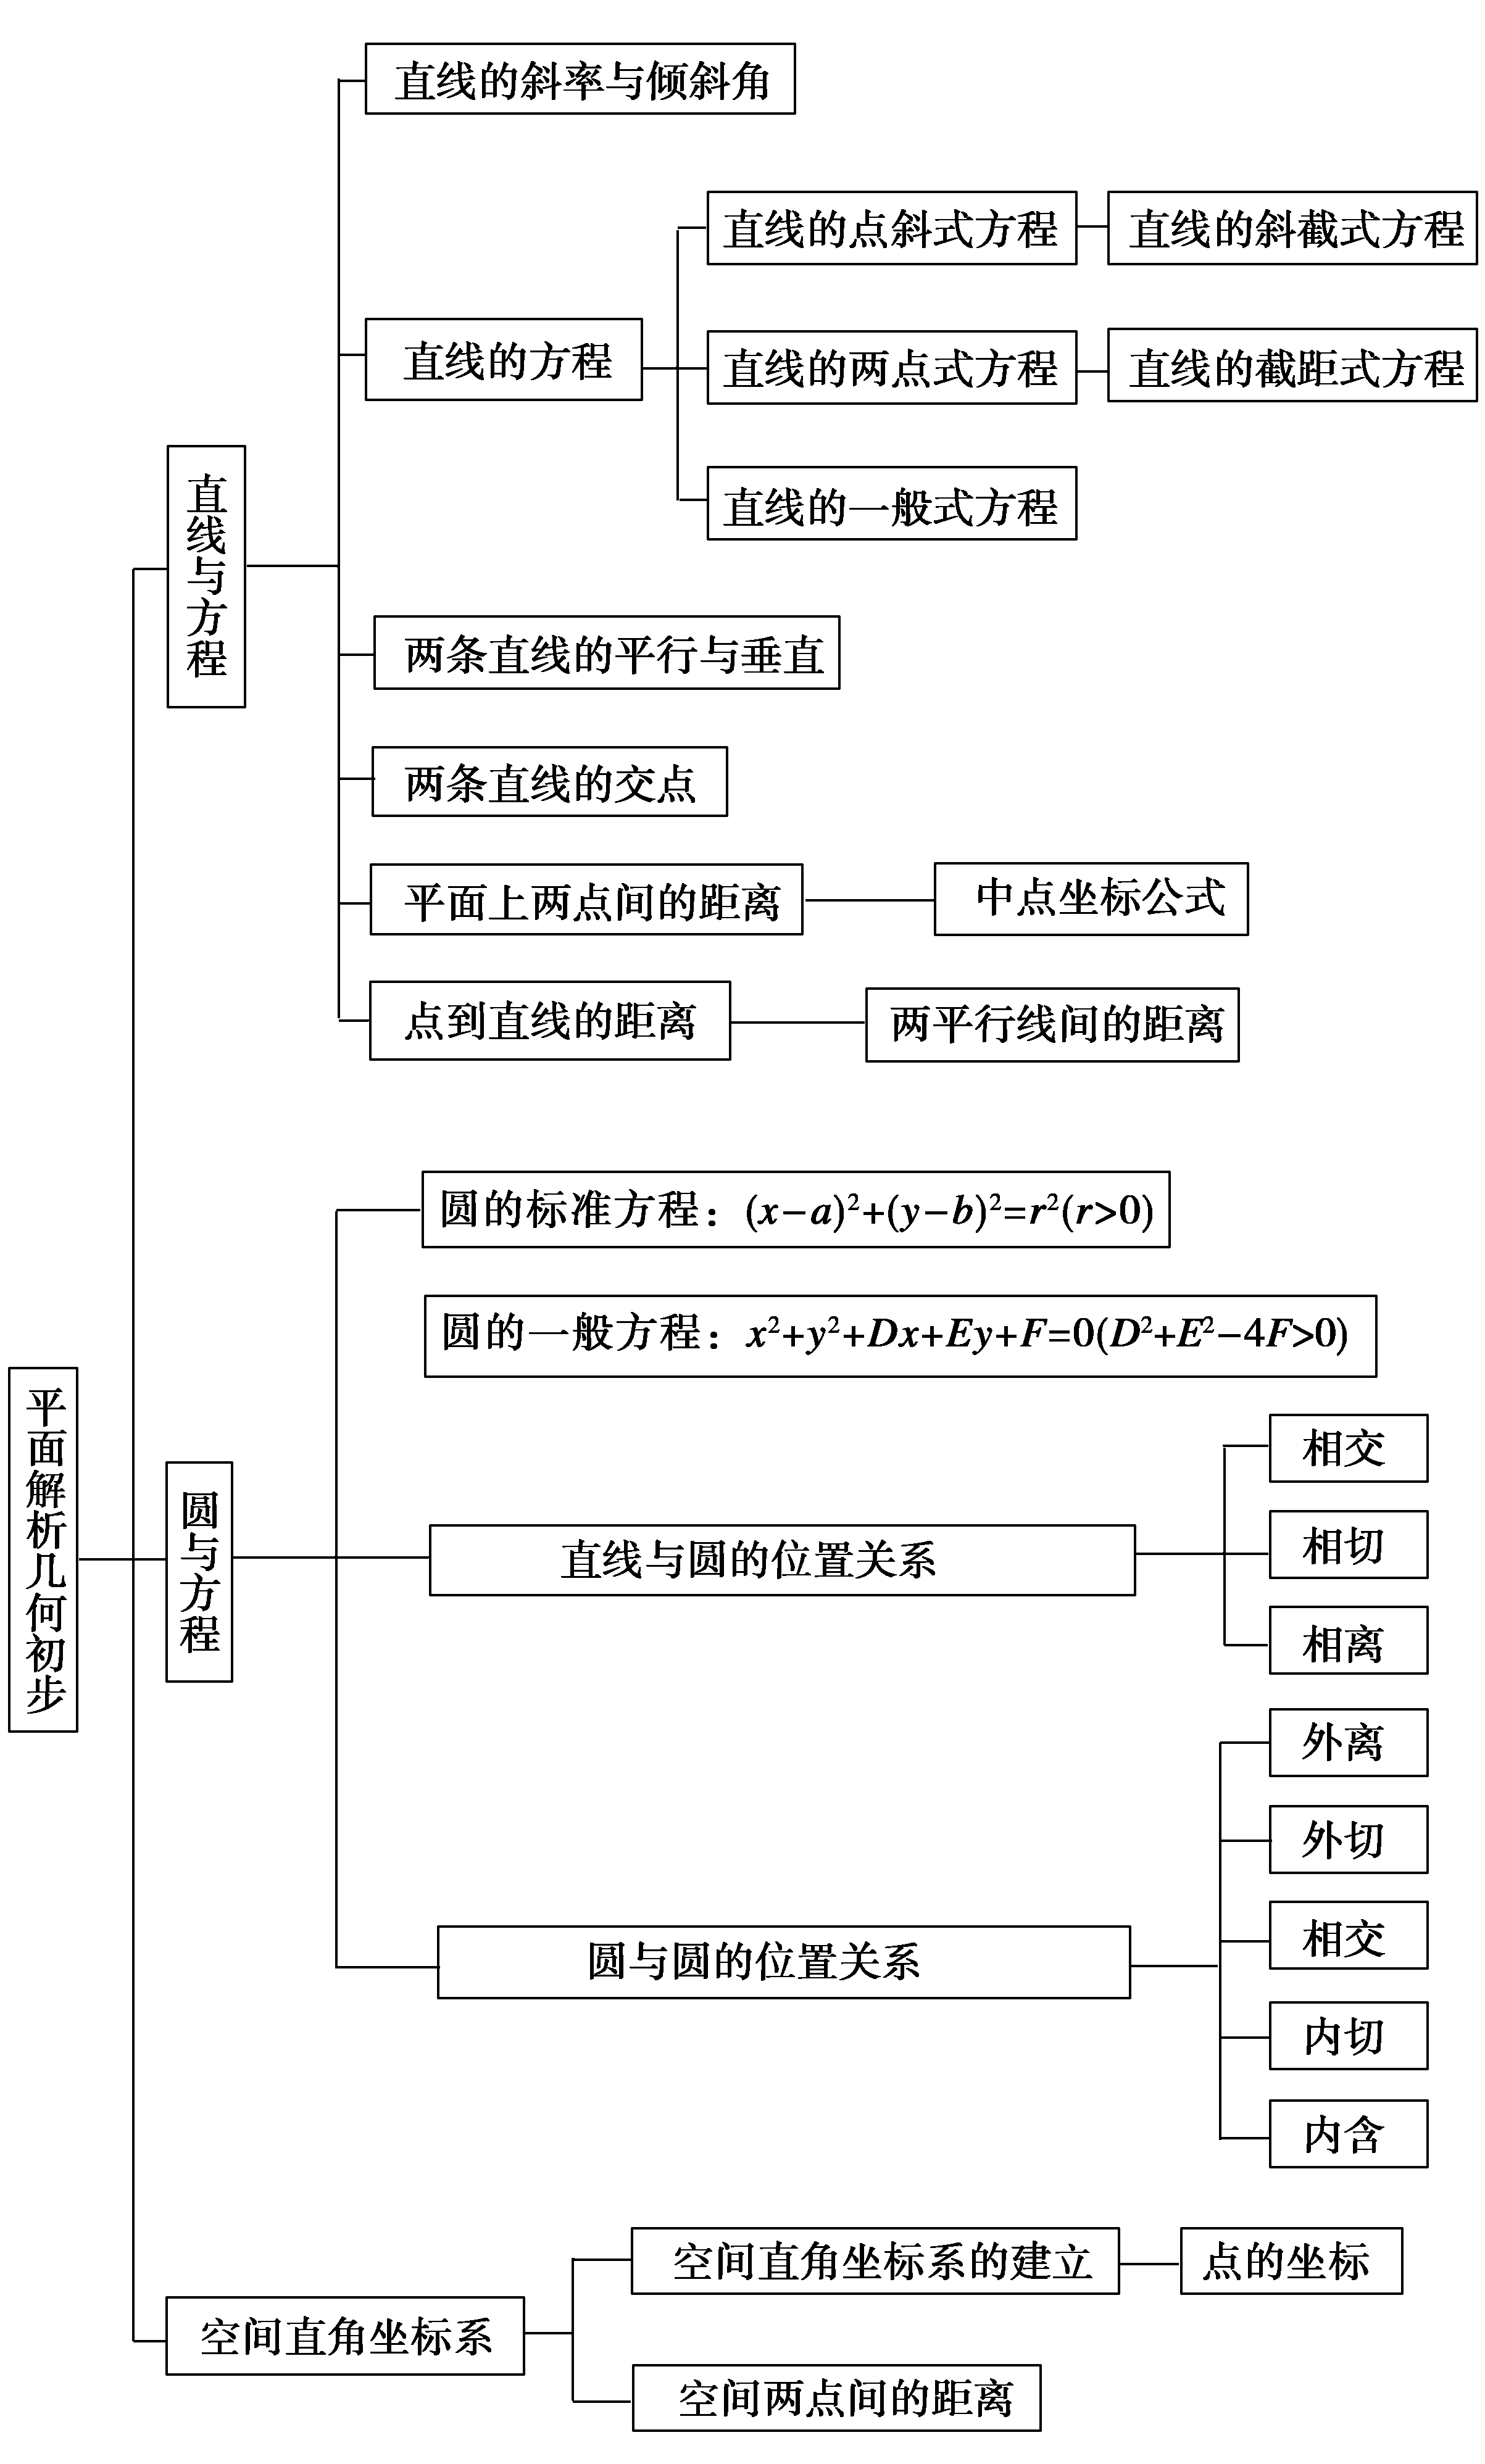 直线的斜率与倾斜角
直线的点斜式方程
直线的斜截式方程
直线的方程
直线的两点式方程
直线的截距式方程
直线的一般式方程
直线与方程
两条直线的平行与垂直
两条直线的交点
平面上两点间的距离
中点坐标公式
点到直线的距离
两平行线间的距离
圆的标准方程：(x-a)²+(y-b)²=r²(r>0)
圆的一般方程：x²+y²+Dx+Ey+F=0(D²+E²-4F>0)
平面解析几何初步
圆与方程
直线与圆的位置关系
相交
相切
相离
圆与圆的位置关系
外离
外切
相交
内切
内含
空间直角坐标系
空间直角坐标系的建立
点的坐标
空间两点间的距离